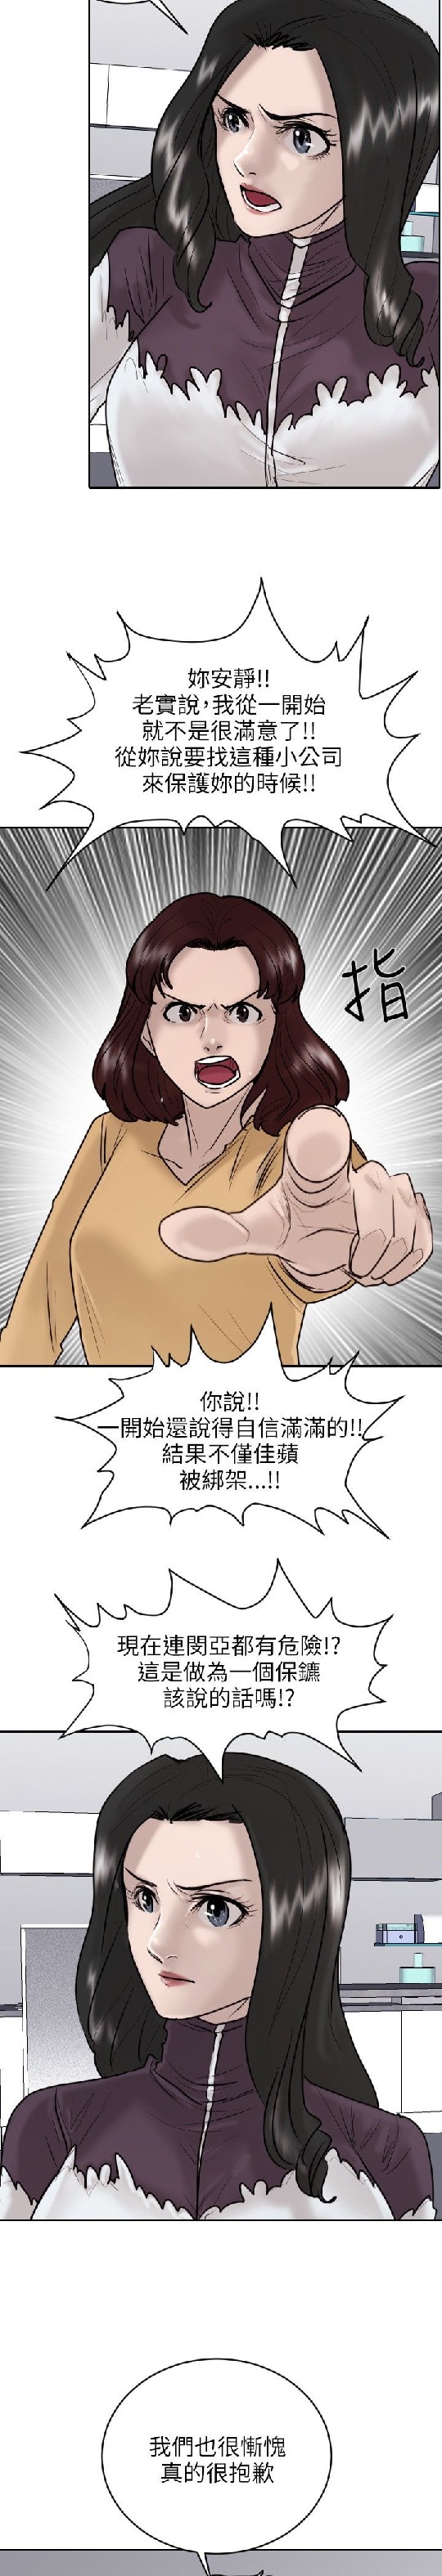 妳安靜!!
老實說,我從一開始
就不是很滿意了!!
從妳說要找這種小公司
來保護妳的時候!!
指
你說!!
一開始還說得自信滿滿的!!
結果不僅佳蘋
被綁架...!!
現在連閔亞都有危險!?
這是做為一個保鑣
該說的話嗎!?
我們也很慚愧
真的很抱歉